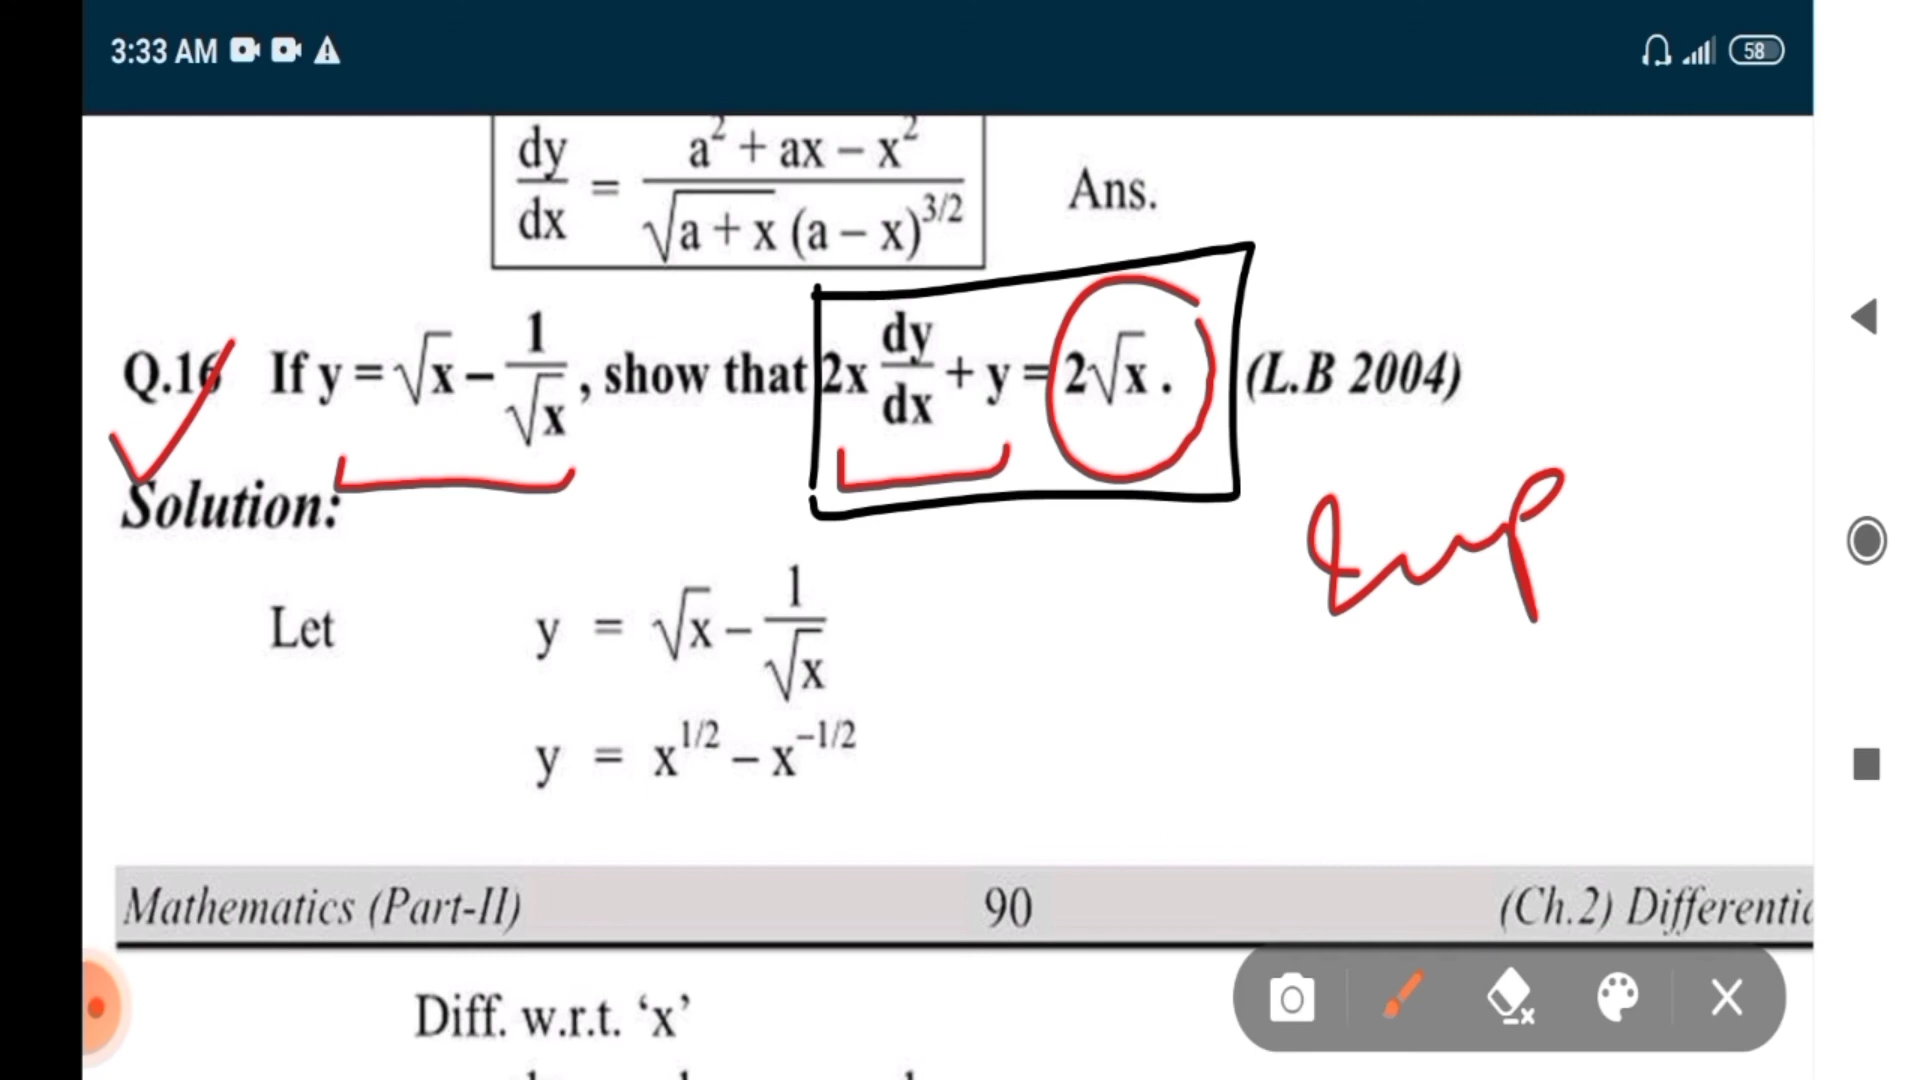 3:33 AM
58
dy/dx = (a² + ax – x²) / (√(a + x) (a – x)^3/2) Ans.
Q.16 If y = √x – 1/√x , show that 2x dy/dx + y = 2√x . (L.B 2004)
Solution:
Imp
Let y = √x – 1/√x
y = x^1/2 – x^–1/2
Mathematics (Part-II) 90 (Ch.2) Differentic
Diff. w.r.t. ‘x’